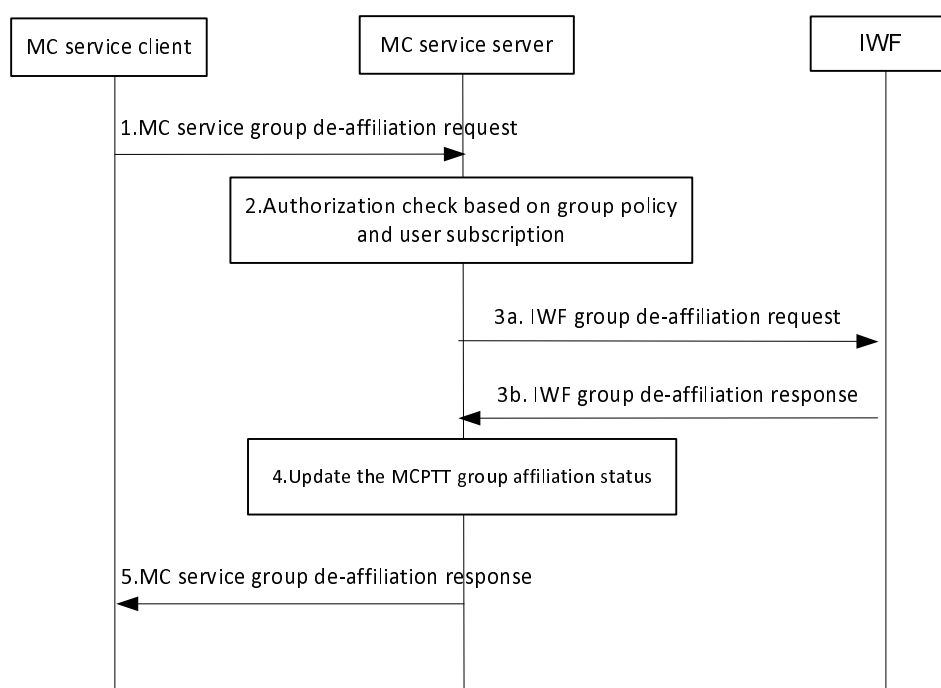 MC service client
MC service server
IWF
1.MC service group de-affiliation request
2.Authorization check based on group policy
and user subscription
3a. IWF group de-affiliation request
3b. IWF group de-affiliation response
4.Update the MCPTT group affiliation status
5.MC service group de-affiliation response